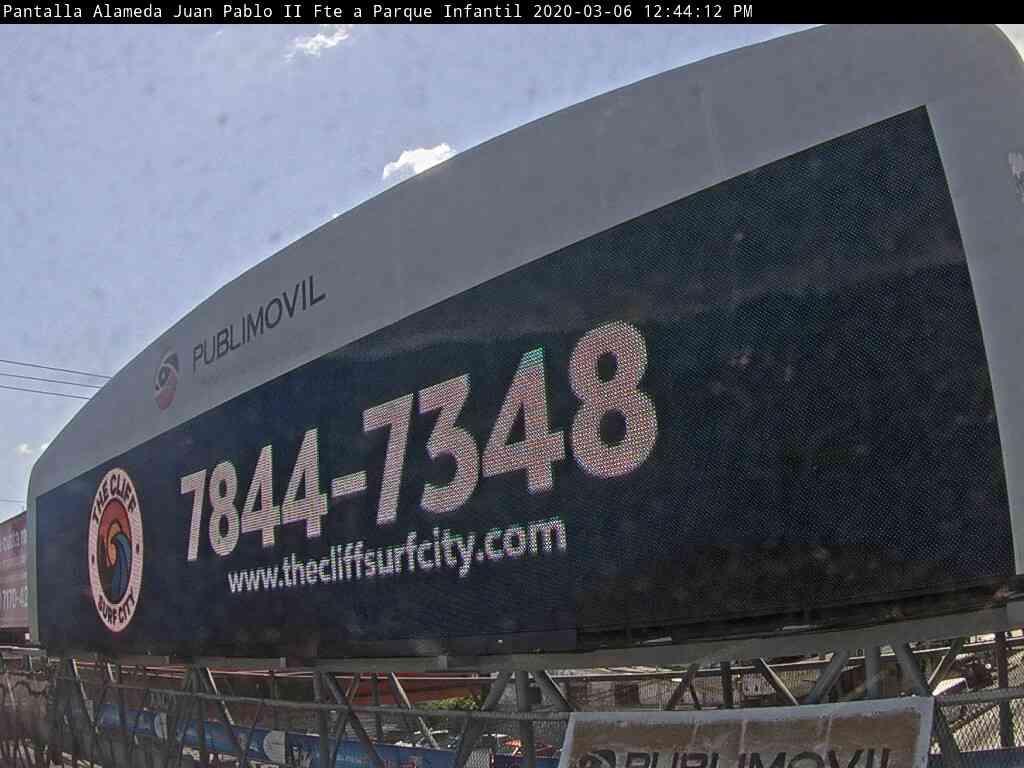 Pantalla Alameda Juan Pablo II Fte a Parque Infantil 2020-03-06 12:44:12 PM
PUBLIMOVIL
THE CLIFF
SURF CITY
7844-7348
www.thecliffsurfcity.com
PUBLIMOVIL